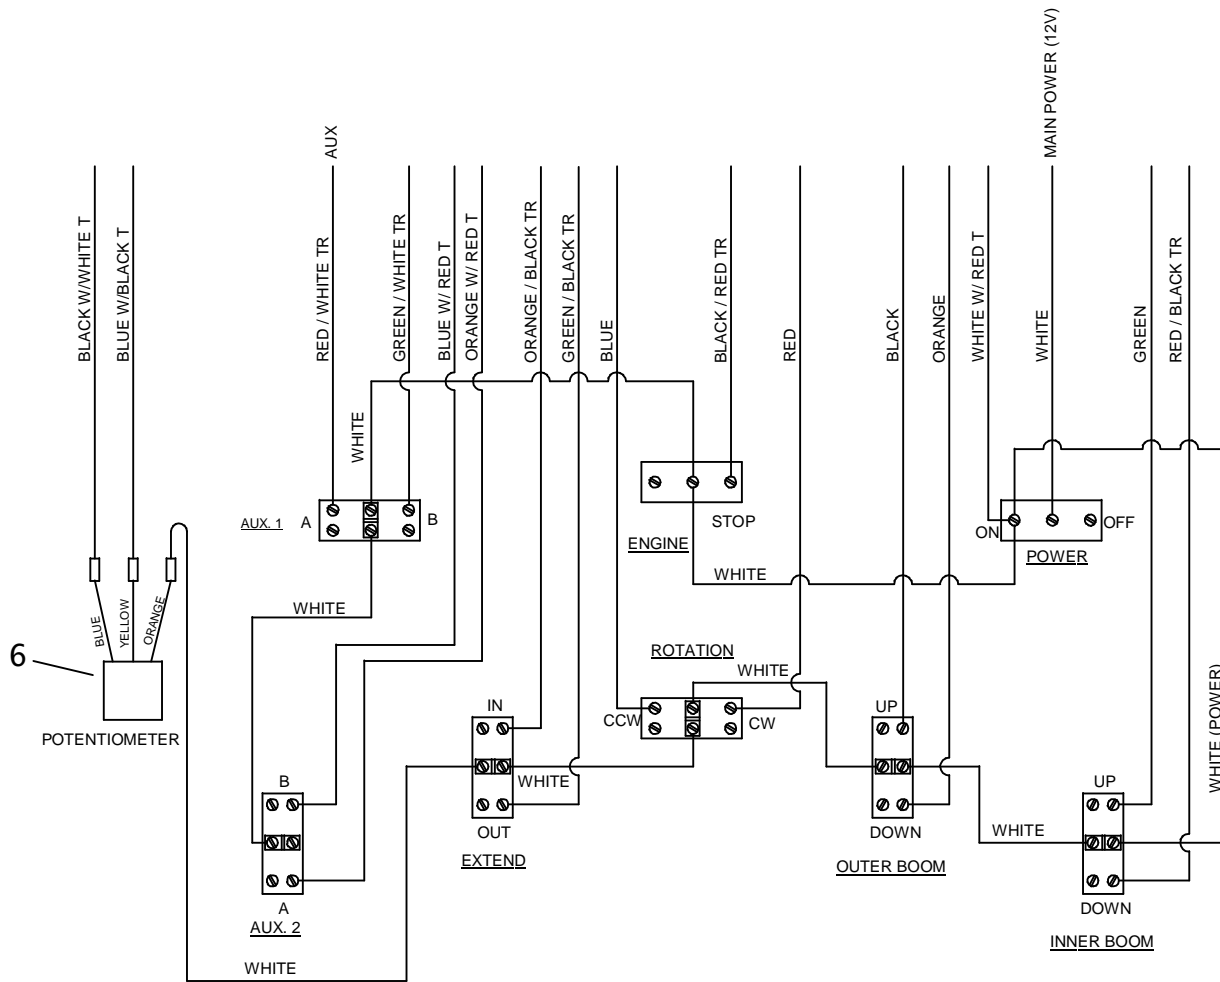 MAIN POWER (12V)
AUX
BLACK W/WHITE T
BLUE W/BLACK T
RED / WHITE TR
GREEN / WHITE TR
BLUE W/ RED T
ORANGE W/ RED T
ORANGE / BLACK TR
GREEN / BLACK TR
BLUE
BLACK / RED TR
RED
BLACK
ORANGE
WHITE W/ RED T
WHITE
GREEN
RED / BLACK TR
WHITE
AUX. 1
A
B
STOP
ENGINE
ON
OFF
POWER
WHITE
WHITE
BLUE
YELLOW
ORANGE
6
POTENTIOMETER
ROTATION
WHITE
CCW
CW
IN
UP
WHITE (POWER)
WHITE
B
UP
OUT
EXTEND
DOWN
WHITE
OUTER BOOM
A
AUX. 2
DOWN
INNER BOOM
WHITE